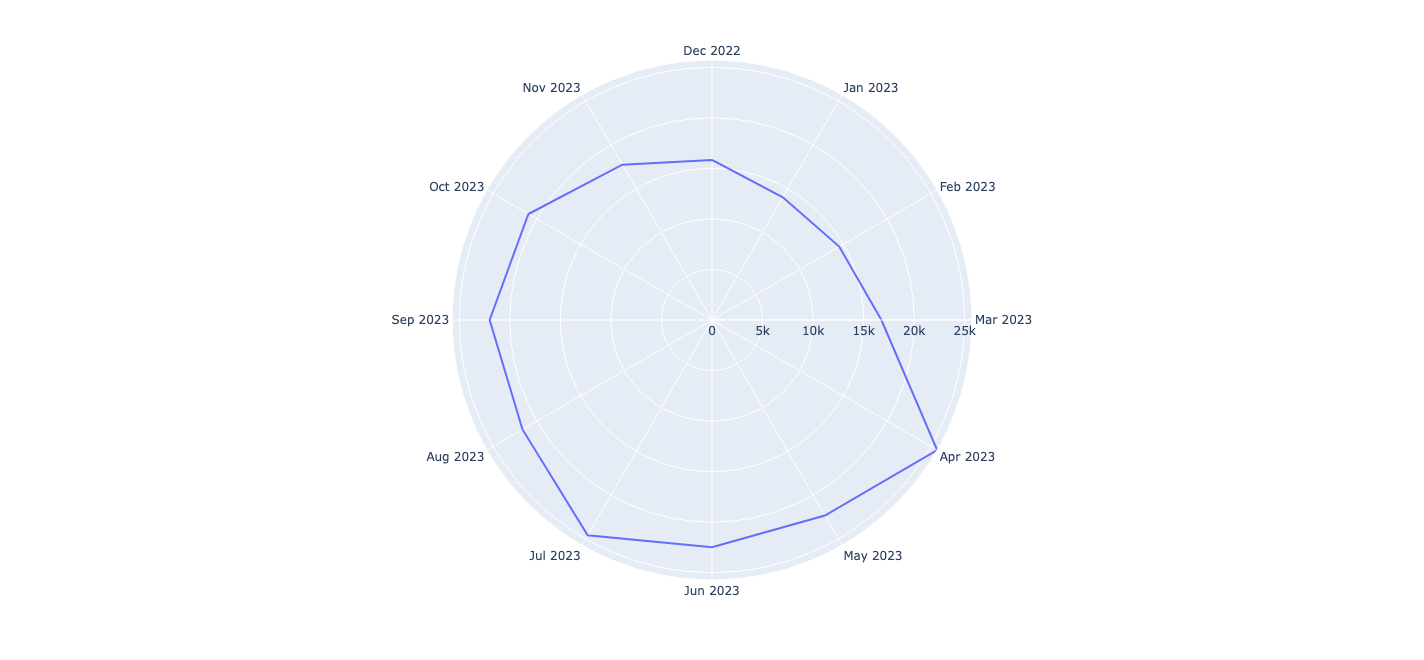 Dec 2022
Nov 2023
Jan 2023
Oct 2023
Feb 2023
Sep 2023
Mar 2023
0
5k
10k
15k
20k
25k
Aug 2023
Apr 2023
Jul 2023
May 2023
Jun 2023